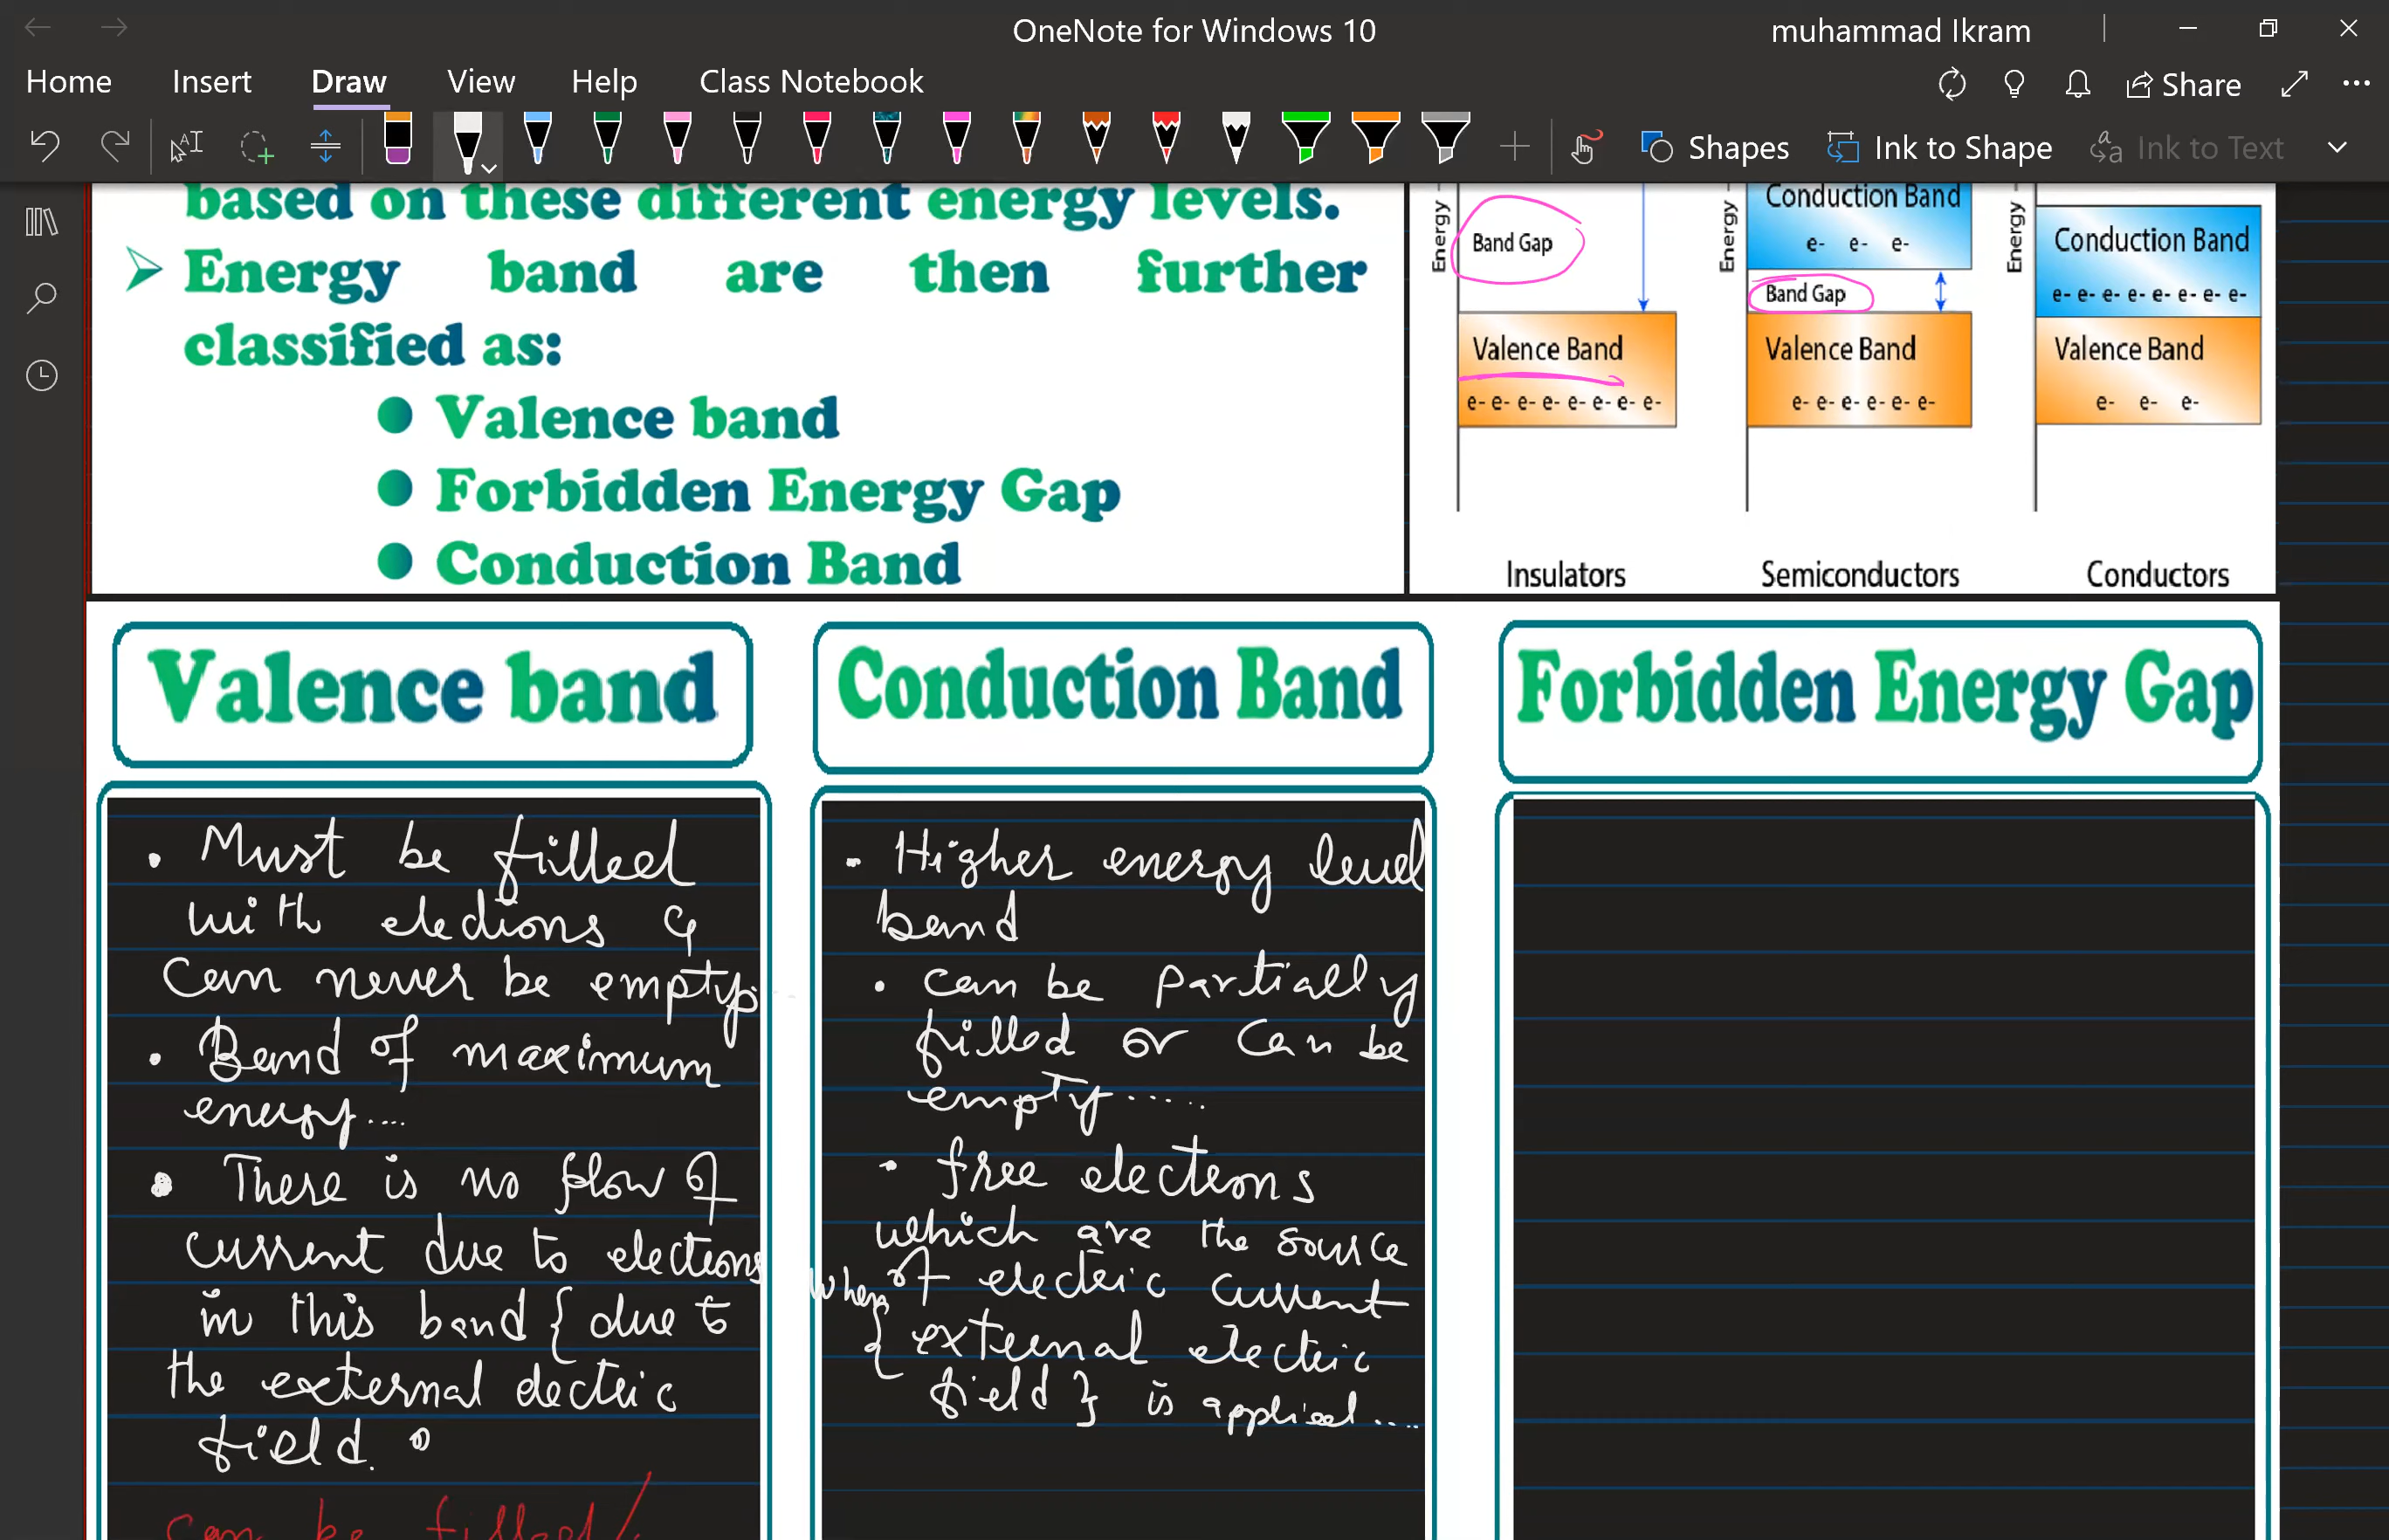 OneNote for Windows 10
muhammad Ikram
Home Insert Draw View Help Class Notebook
Share
Shapes Ink to Shape Ink to Text
based on these different energy levels.
Energy band are then further
classified as:
Valence band
Forbidden Energy Gap
Conduction Band
Energy
Band Gap
Valence Band
e- e- e- e- e- e- e- e-
Insulators
Energy
Conduction Band
e- e- e-
Band Gap
Valence Band
e- e- e- e- e- e-
Semiconductors
Energy
Conduction Band
e- e- e- e- e- e- e- e-
Valence Band
e- e- e-
Conductors
Valence band
• Must be filled
with electrons &
Can never be empty..
• Band of maximum
energy....
• There is no flow of
current due to electrons
in this band { due to
the external electric
field.
Can be filled/
Conduction Band
• Higher energy level
band
• Can be Partially
filled or Can be
empty.....
• free electrons
which are the source
of electric current
when
{ external electric
field } is applied....
Forbidden Energy Gap